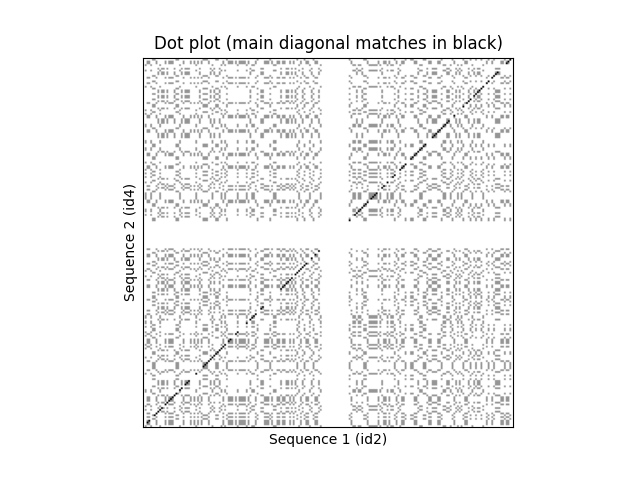 Dot plot (main diagonal matches in black)
Sequence 2 (id4)
Sequence 1 (id2)